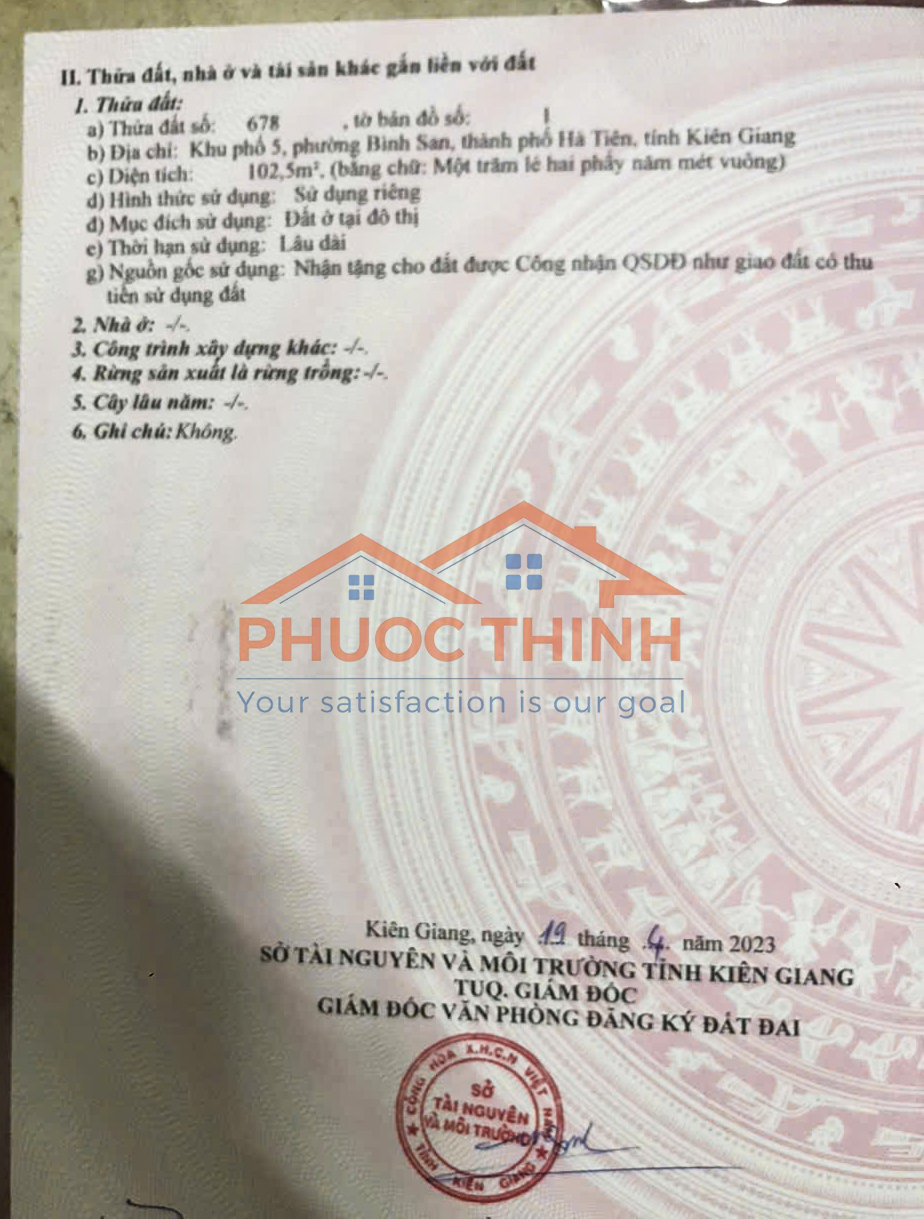 II. Thửa đất, nhà ở và tài sản khác gắn liền với đất
1. Thửa đất:
a) Thửa đất số: 678 , tờ bản đồ số: 1
b) Địa chỉ: Khu phố 5, phường Bình San, thành phố Hà Tiên, tỉnh Kiên Giang
c) Diện tích: 102,5m², (bằng chữ: Một trăm lẻ hai phẩy năm mét vuông)
d) Hình thức sử dụng: Sử dụng riêng
đ) Mục đích sử dụng: Đất ở tại đô thị
e) Thời hạn sử dụng: Lâu dài
g) Nguồn gốc sử dụng: Nhận tặng cho đất được Công nhận QSDĐ như giao đất có thu
tiền sử dụng đất
2. Nhà ở: -/-.
3. Công trình xây dựng khác: -/-.
4. Rừng sản xuất là rừng trồng: -/-.
5. Cây lâu năm: -/-.
6. Ghi chú: Không.
PHUOC THINH
Your satisfaction is our goal
Kiên Giang, ngày 19 tháng 4 năm 2023
SỞ TÀI NGUYÊN VÀ MÔI TRƯỜNG TỈNH KIÊN GIANG
TUQ. GIÁM ĐỐC
GIÁM ĐỐC VĂN PHÒNG ĐĂNG KÝ ĐẤT ĐAI
CỘNG HÒA X.H.C.N VIỆT NAM
SỞ
TÀI NGUYÊN
VÀ MÔI TRƯỜNG
TỈNH KIÊN GIANG